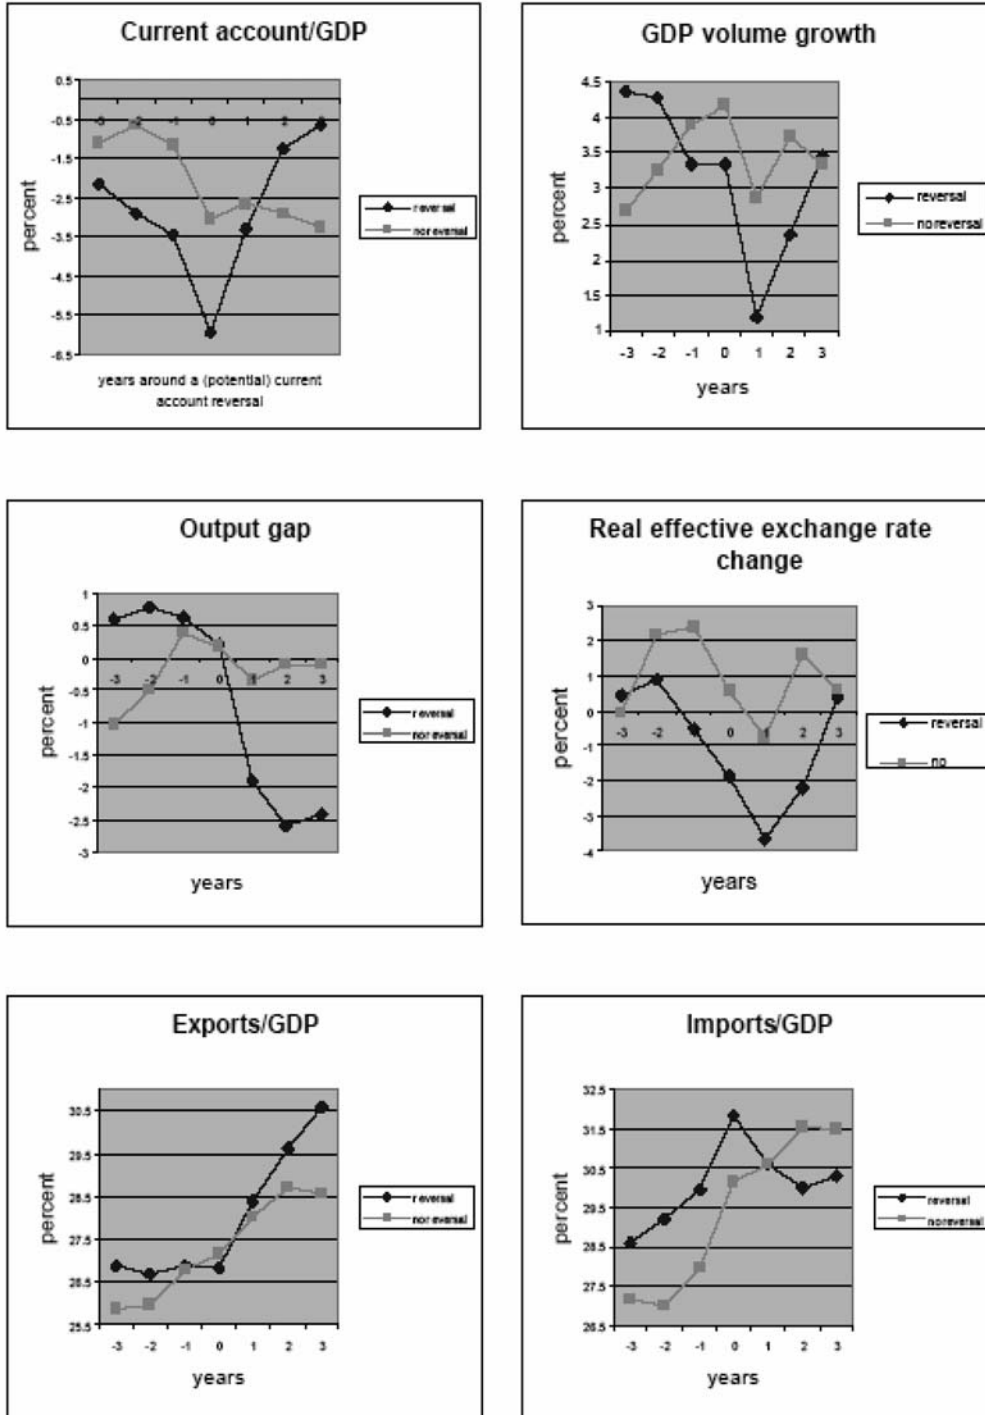 Current account/GDP
0.5
-0.5
-1.5
-2.5
-3.5
-4.5
-5.5
-6.5
-3 -2 -1 0 1 2 3
percent
years around a (potential) current
account reversal
reversal
noreversal
GDP volume growth
4.5
4
3.5
3
2.5
2
1.5
1
-3 -2 -1 0 1 2 3
percent
years
reversal
noreversal
Output gap
1
0.5
0
-0.5
-1
-1.5
-2
-2.5
-3
-3 -2 -1 0 1 2 3
percent
years
reversal
noreversal
Real effective exchange rate
change
3
2
1
0
-1
-2
-3
-4
-3 -2 -1 0 1 2 3
percent
years
reversal
no
Exports/GDP
30.5
29.5
28.5
27.5
26.5
25.5
-3 -2 -1 0 1 2 3
percent
years
reversal
noreversal
Imports/GDP
32.5
31.5
30.5
29.5
28.5
27.5
26.5
-3 -2 -1 0 1 2 3
percent
years
reversal
noreversal